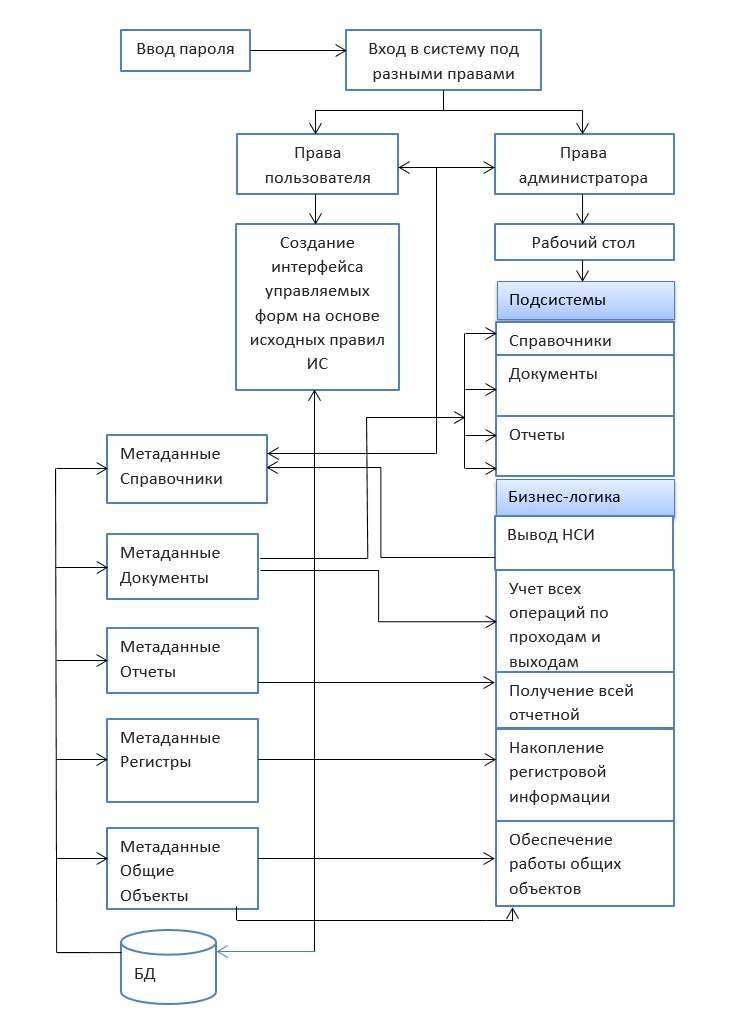 Ввод пароля
Вход в систему под
разными правами
Права
пользователя
Права
администратора
Создание
интерфейса
управляемых
форм на основе
исходных правил
ИС
Рабочий стол
Подсистемы
Справочники
Документы
Отчеты
Метаданные
Справочники
Метаданные
Документы
Метаданные
Отчеты
Метаданные
Регистры
Метаданные
Общие
Объекты
БД
Бизнес-логика
Вывод НСИ
Учет всех
операций по
проходам и
выходам
Получение всей
отчетной
Накопление
регистровой
информации
Обеспечение
работы общих
объектов